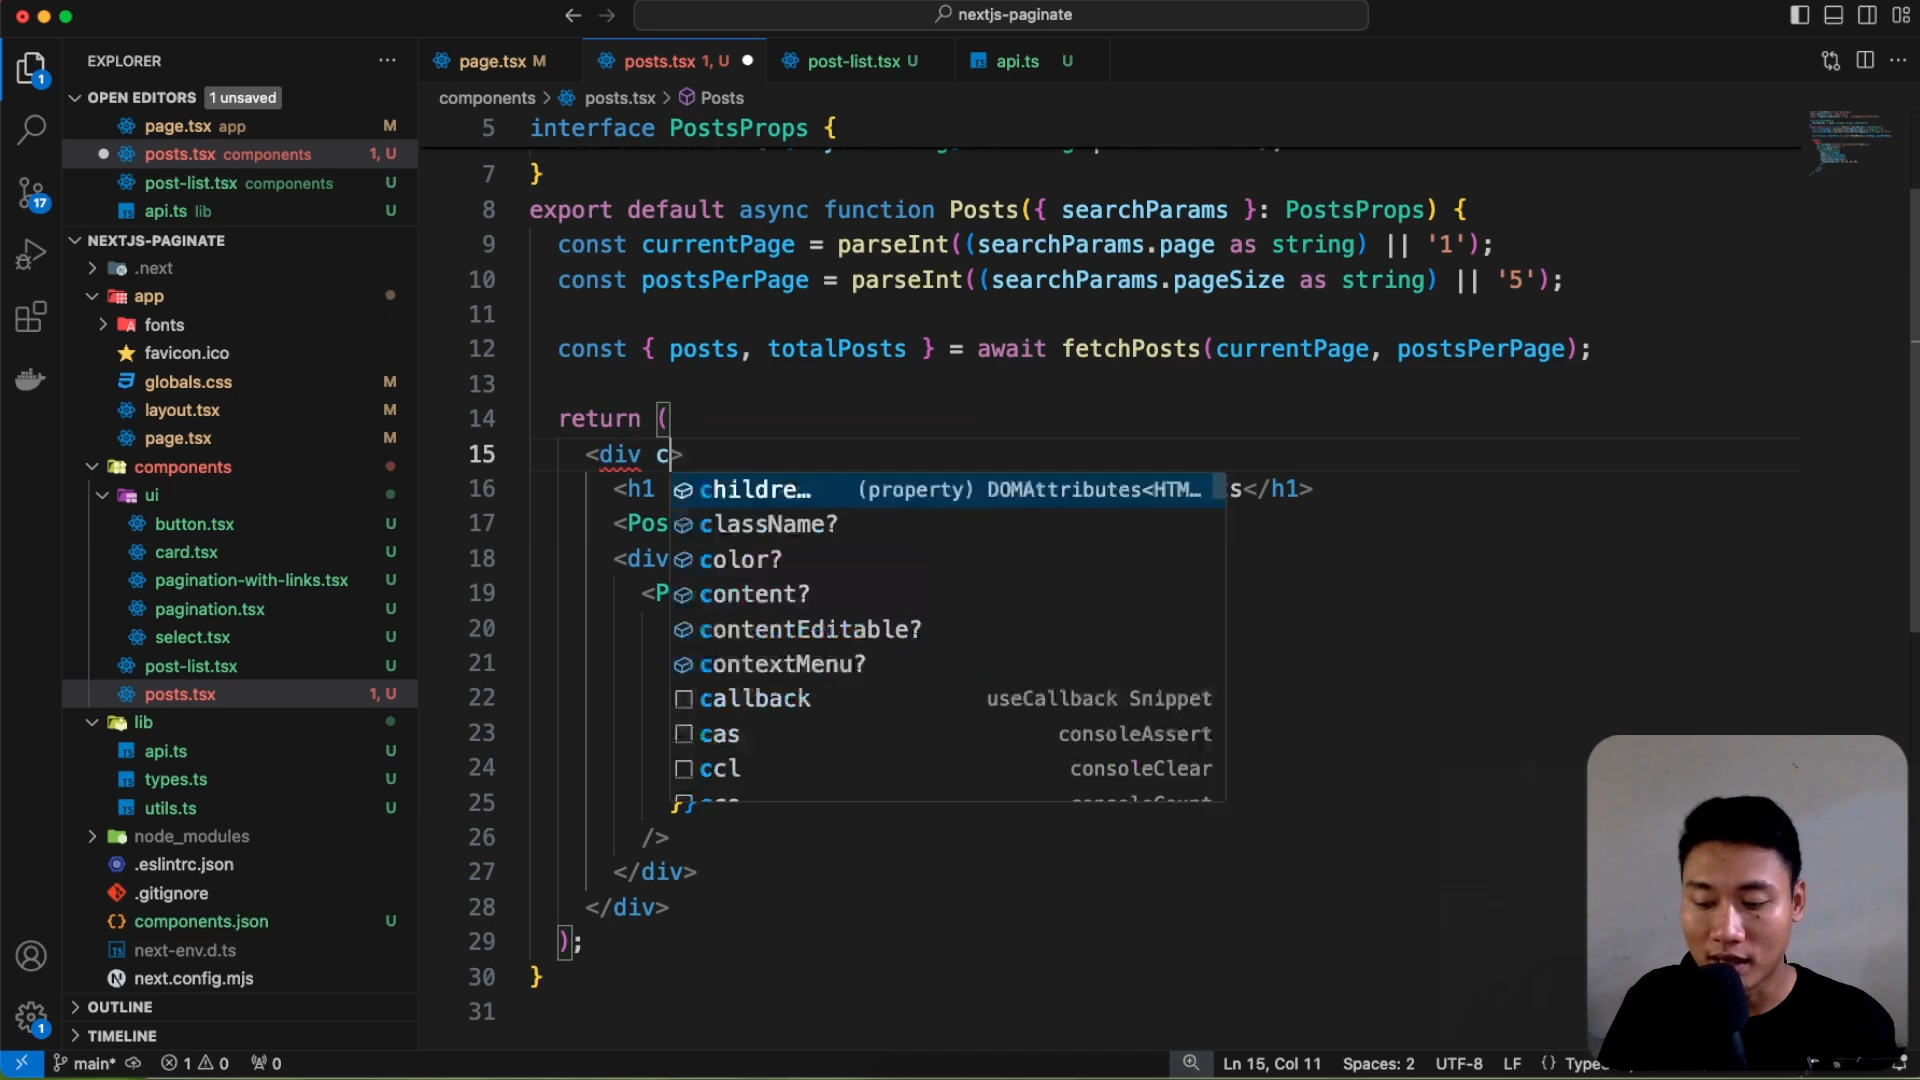 nextjs-paginate
EXPLORER
page.tsx M
posts.tsx 1, U
post-list.tsx U
api.ts U
OPEN EDITORS 1 unsaved
components > posts.tsx > Posts
page.tsx app M
posts.tsx components 1, U
post-list.tsx components U
api.ts lib U
NEXTJS-PAGINATE
.next
app
fonts
favicon.ico
globals.css M
layout.tsx M
page.tsx M
components
ui
button.tsx U
card.tsx U
pagination-with-links.tsx U
pagination.tsx U
select.tsx U
post-list.tsx U
posts.tsx 1, U
lib
api.ts U
types.ts U
utils.ts U
node_modules
.eslintrc.json
.gitignore
components.json U
next-env.d.ts
next.config.mjs
OUTLINE
TIMELINE
1
17
1
5 interface PostsProps {
7 }
8 export default async function Posts({ searchParams }: PostsProps) {
9 const currentPage = parseInt((searchParams.page as string) || '1');
10 const postsPerPage = parseInt((searchParams.pageSize as string) || '5');
11
12 const { posts, totalPosts } = await fetchPosts(currentPage, postsPerPage);
13
14 return (
15 <div c>
16 <h1 s</h1>
17 <Pos
18 <div
19 <P
20
21
22
23
24
25 }}
26 />
27 </div>
28 </div>
29 );
30 }
31
childre… (property) DOMAttributes<HTM…
className?
color?
content?
contentEditable?
contextMenu?
callback useCallback Snippet
cas consoleAssert
ccl consoleClear
main* 1 0 0
Ln 15, Col 11 Spaces: 2 UTF-8 LF {}